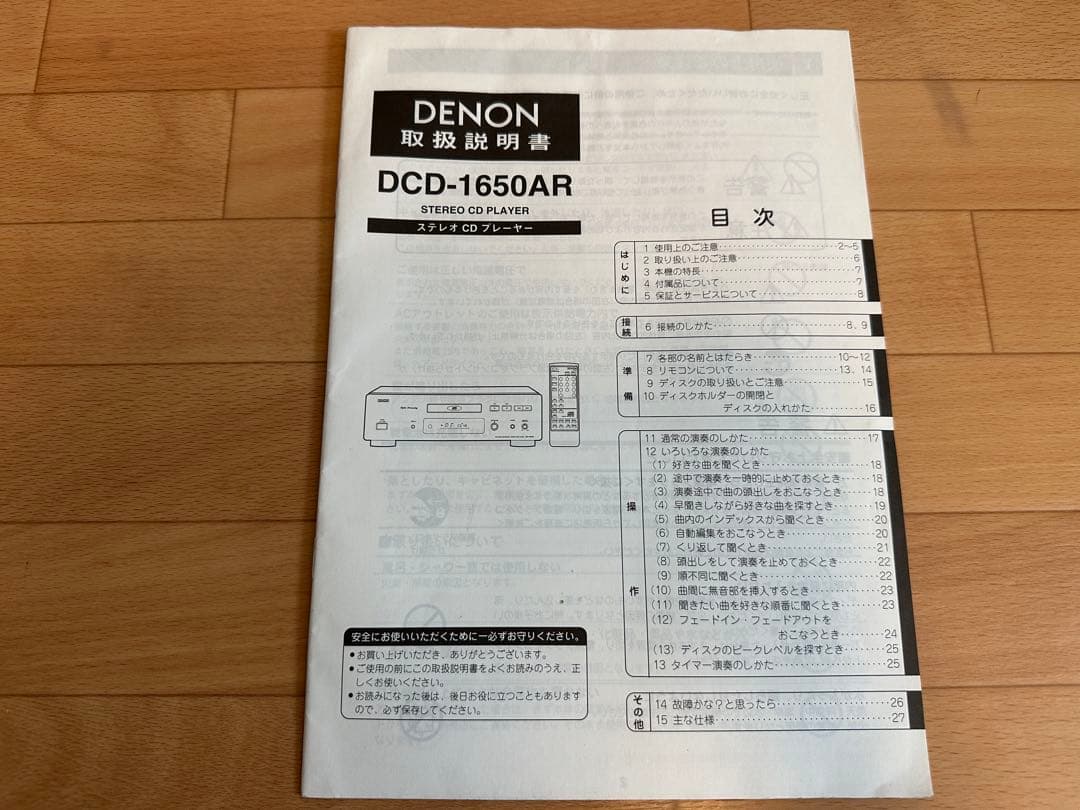 DENON
取扱説明書
DCD-1650AR
STEREO CD PLAYER
ステレオ CD プレーヤー
目 次
はじめに
1 使用上のご注意································2〜5
2 取り扱い上のご注意································6
3 本機の特長································7
4 付属品について································7
5 保証とサービスについて································8
接続
6 接続のしかた································8、9
準備
7 各部の名前とはたらき························10〜12
8 リモコンについて························13、14
9 ディスクの取り扱いとご注意························15
10 ディスクホルダーの開閉と
ディスクの入れかた············16
操作
11 通常の演奏のしかた························17
12 いろいろな演奏のしかた
(1) 好きな曲を聞くとき························18
(2) 途中で演奏を一時的に止めておくとき········18
(3) 演奏途中で曲の頭出しをおこなうとき········18
(4) 早聞きしながら好きな曲を探すとき············19
(5) 曲内のインデックスから聞くとき············20
(6) 自動編集をおこなうとき····················20
(7) くり返して聞くとき························21
(8) 頭出しをして演奏を止めておくとき············22
(9) 順不同に聞くとき························22
(10) 曲間に無音部を挿入するとき················23
(11) 聞きたい曲を好きな順番に聞くとき········23
(12) フェードイン・フェードアウトを
おこなうとき········24
(13) ディスクのピークレベルを探すとき········25
13 タイマー演奏のしかた························25
その他
14 故障かな?と思ったら························26
15 主な仕様································27
安全にお使いいただくために―必ずお守りください。
●お買い上げいただき、ありがとうございます。
●ご使用の前にこの取扱説明書をよくお読みのうえ、正
しくお使いください。
●お読みになった後は、後日お役に立つこともあります
ので、必ず保存してください。